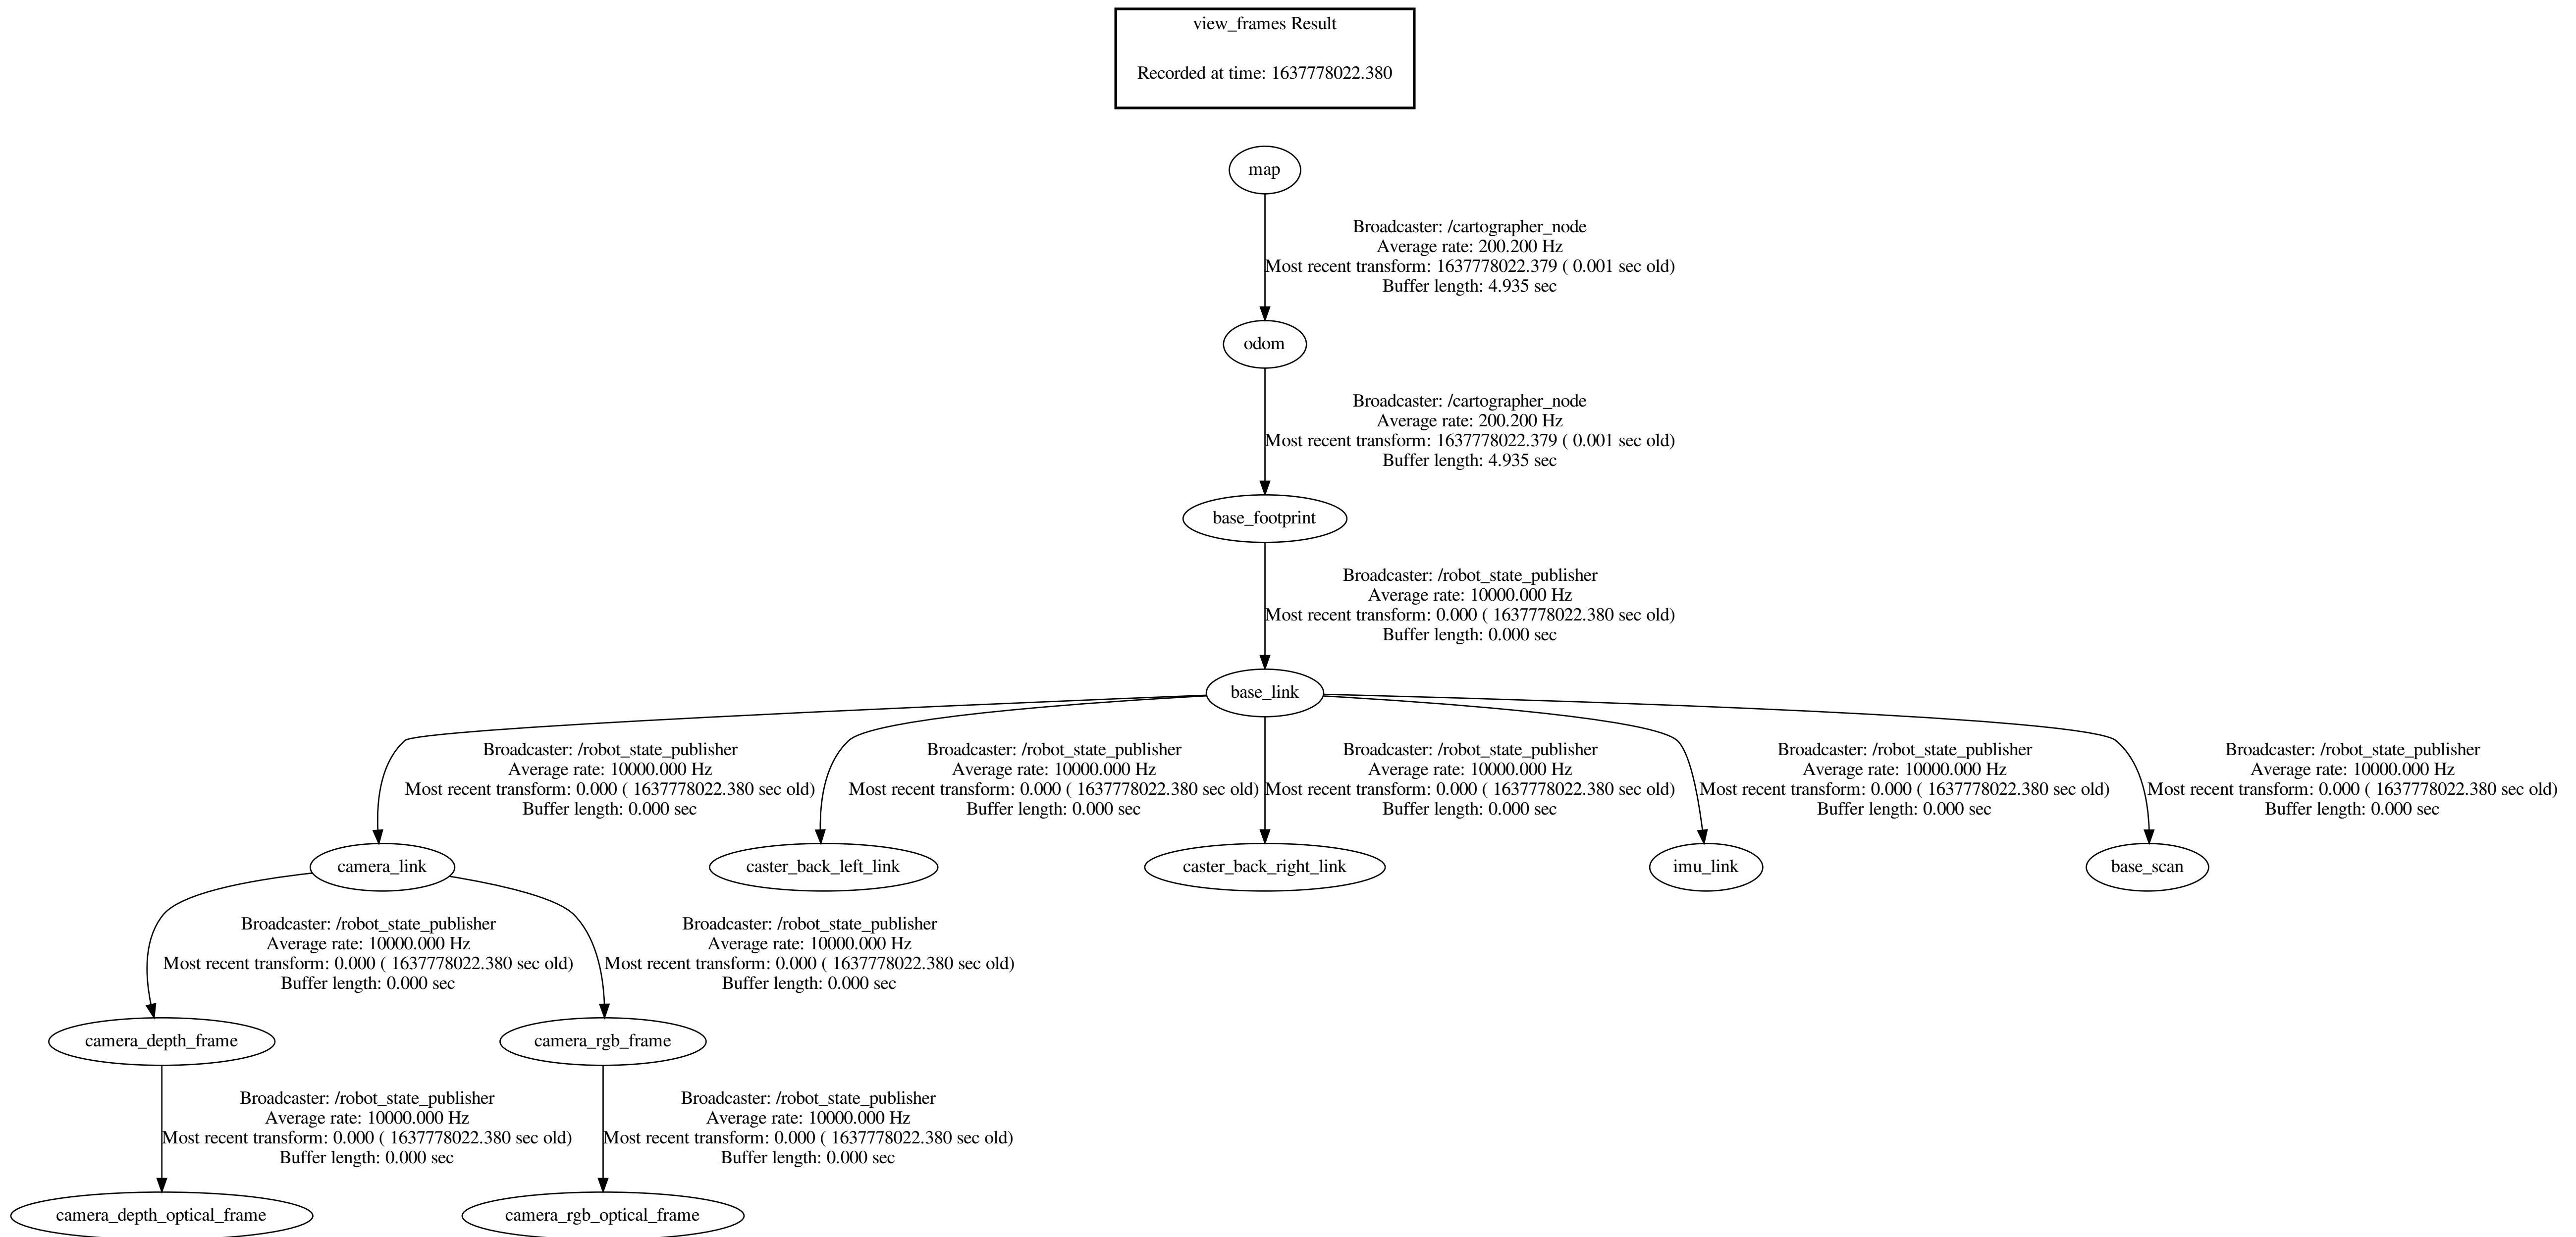 view_frames Result
Recorded at time: 1637778022.380
map
Broadcaster: /cartographer_node
Average rate: 200.200 Hz
Most recent transform: 1637778022.379 ( 0.001 sec old)
Buffer length: 4.935 sec
odom
Broadcaster: /cartographer_node
Average rate: 200.200 Hz
Most recent transform: 1637778022.379 ( 0.001 sec old)
Buffer length: 4.935 sec
base_footprint
Broadcaster: /robot_state_publisher
Average rate: 10000.000 Hz
Most recent transform: 0.000 ( 1637778022.380 sec old)
Buffer length: 0.000 sec
base_link
Broadcaster: /robot_state_publisher
Average rate: 10000.000 Hz
Most recent transform: 0.000 ( 1637778022.380 sec old)
Buffer length: 0.000 sec
Broadcaster: /robot_state_publisher
Average rate: 10000.000 Hz
Most recent transform: 0.000 ( 1637778022.380 sec old)
Buffer length: 0.000 sec
Broadcaster: /robot_state_publisher
Average rate: 10000.000 Hz
Most recent transform: 0.000 ( 1637778022.380 sec old)
Buffer length: 0.000 sec
Broadcaster: /robot_state_publisher
Average rate: 10000.000 Hz
Most recent transform: 0.000 ( 1637778022.380 sec old)
Buffer length: 0.000 sec
Broadcaster: /robot_state_publisher
Average rate: 10000.000 Hz
Most recent transform: 0.000 ( 1637778022.380 sec old)
Buffer length: 0.000 sec
camera_link
caster_back_left_link
caster_back_right_link
imu_link
base_scan
Broadcaster: /robot_state_publisher
Average rate: 10000.000 Hz
Most recent transform: 0.000 ( 1637778022.380 sec old)
Buffer length: 0.000 sec
Broadcaster: /robot_state_publisher
Average rate: 10000.000 Hz
Most recent transform: 0.000 ( 1637778022.380 sec old)
Buffer length: 0.000 sec
camera_depth_frame
camera_rgb_frame
Broadcaster: /robot_state_publisher
Average rate: 10000.000 Hz
Most recent transform: 0.000 ( 1637778022.380 sec old)
Buffer length: 0.000 sec
Broadcaster: /robot_state_publisher
Average rate: 10000.000 Hz
Most recent transform: 0.000 ( 1637778022.380 sec old)
Buffer length: 0.000 sec
camera_depth_optical_frame
camera_rgb_optical_frame